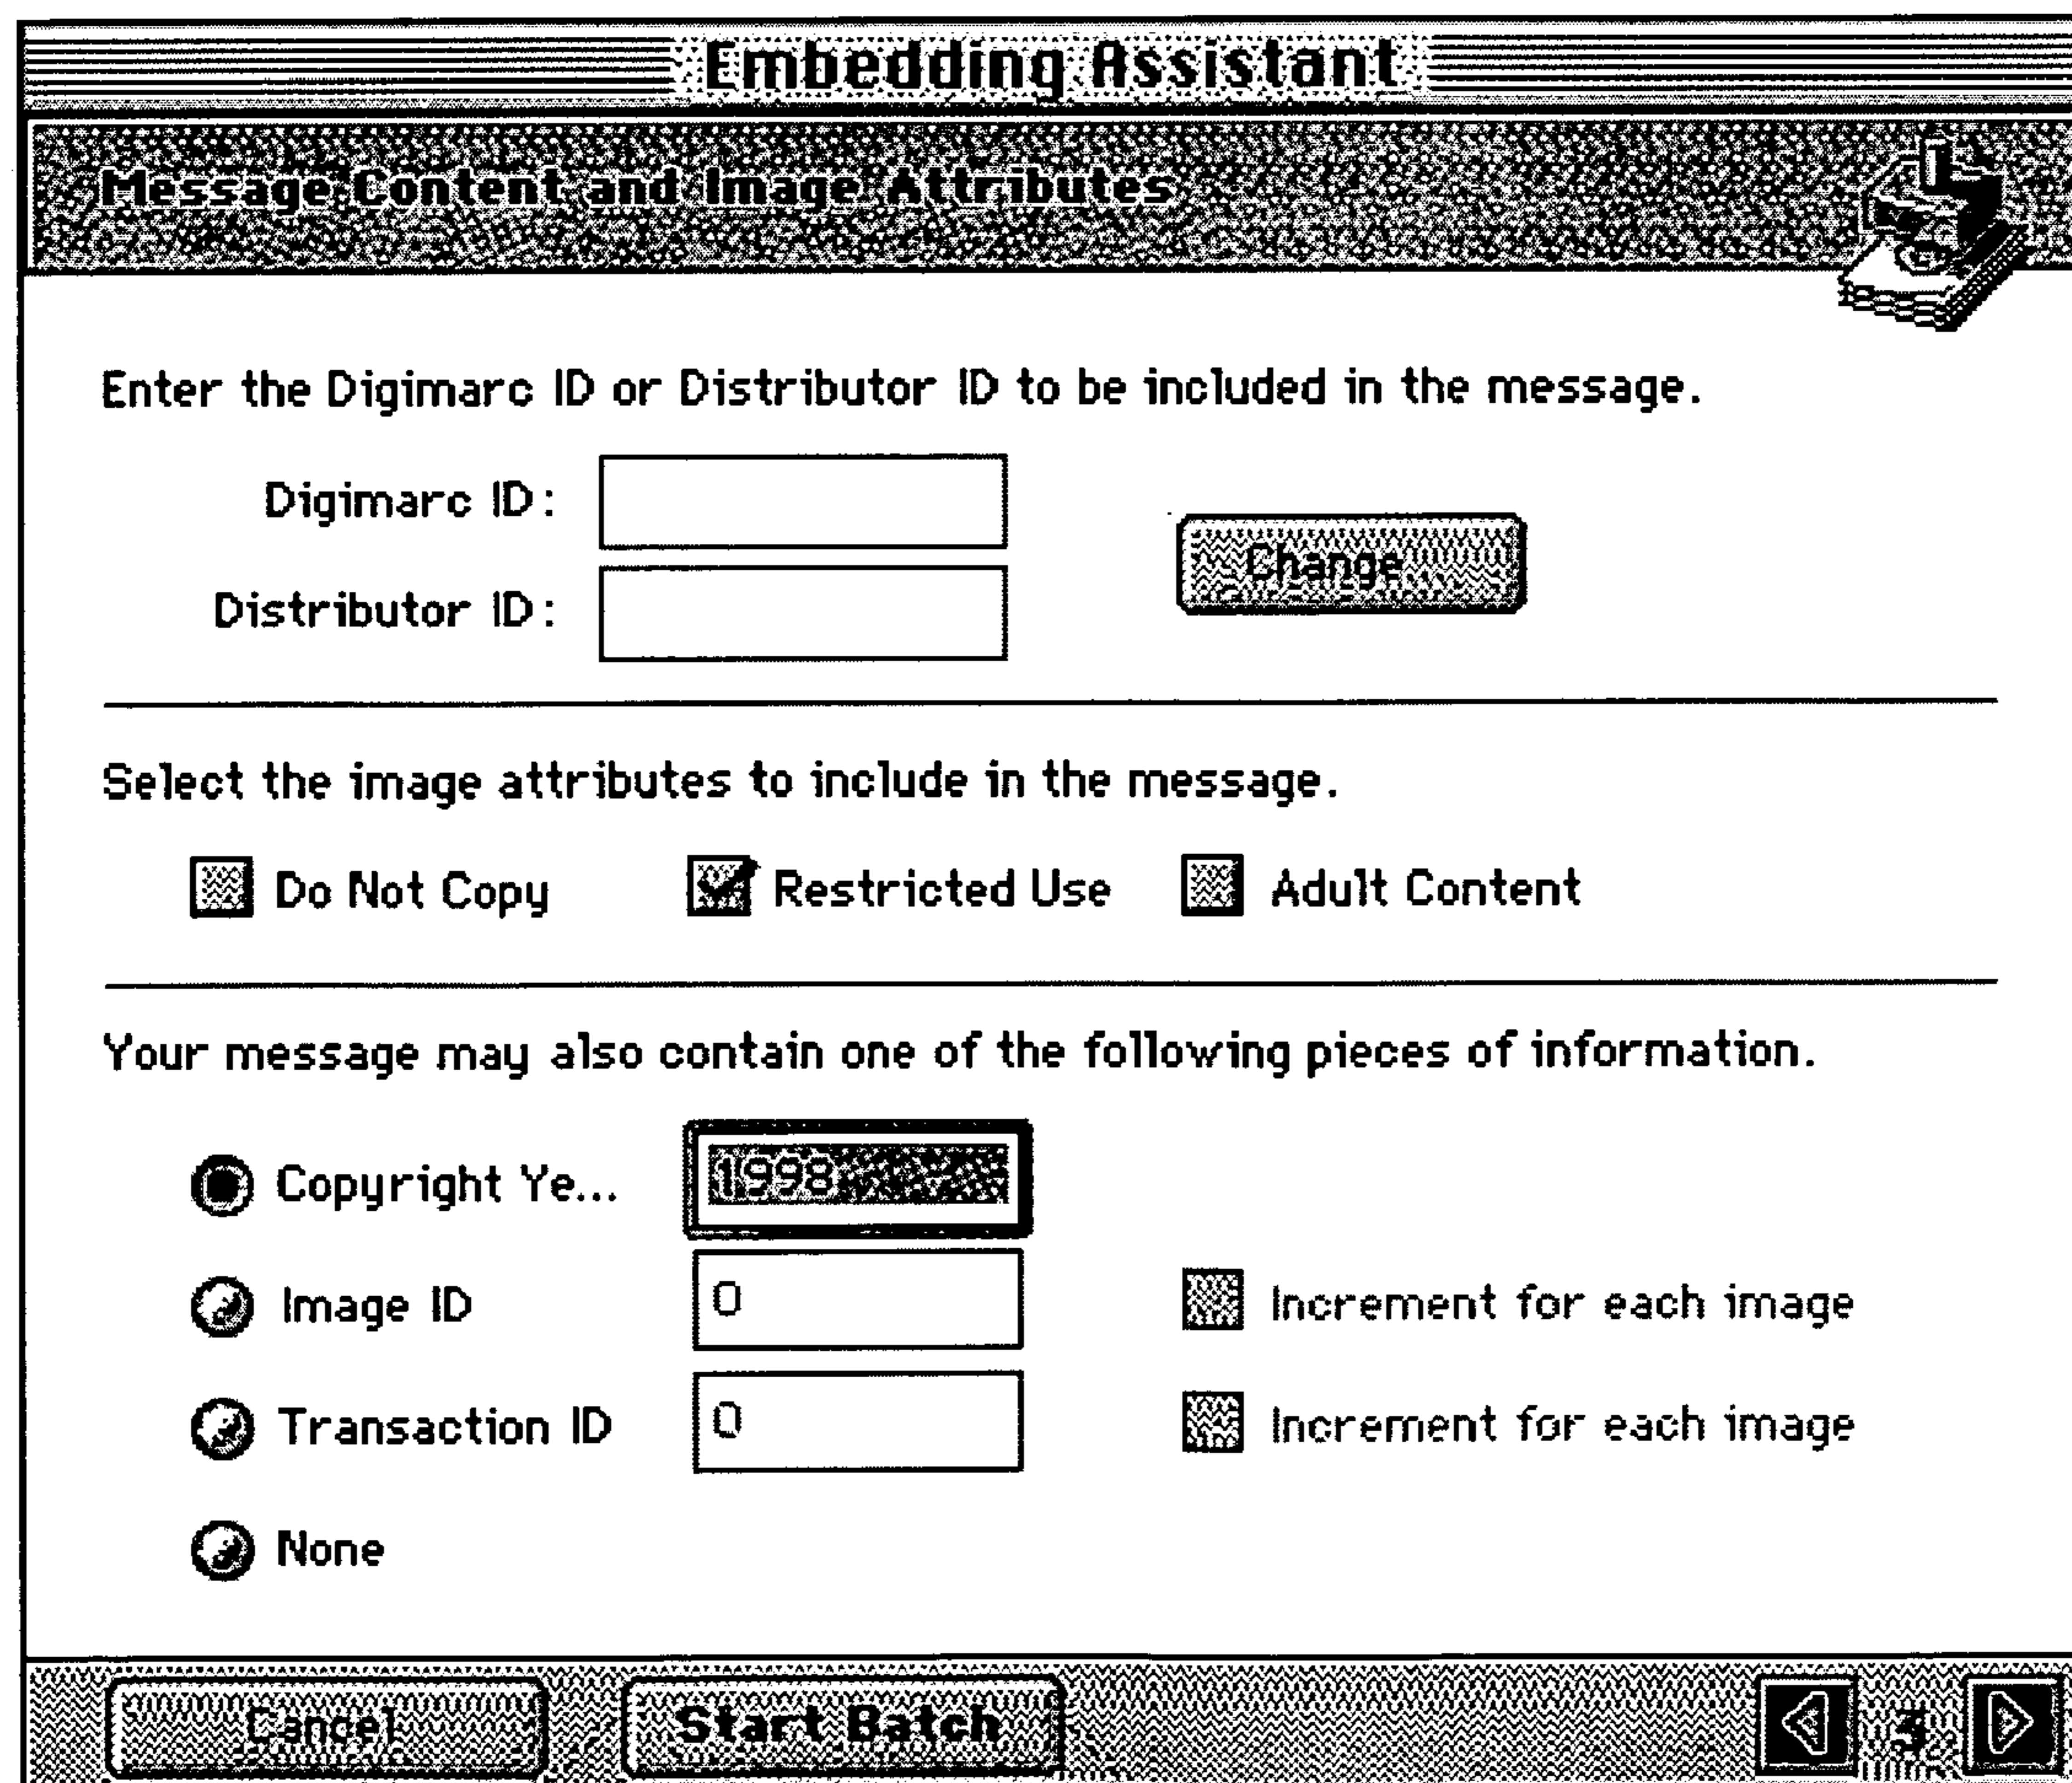 Embedding Assistant
Message Content and Image Attributes
Enter the Digimarc ID or Distributor ID to be included in the message.
Digimarc ID:
Change
Distributor ID:
Select the image attributes to include in the message.
Do Not Copy Restricted Use Adult Content
Your message may also contain one of the following pieces of information.
Copyright Ye... 1998
Image ID 0 Increment for each image
Transaction ID 0 Increment for each image
None
Cancel Start Batch 3